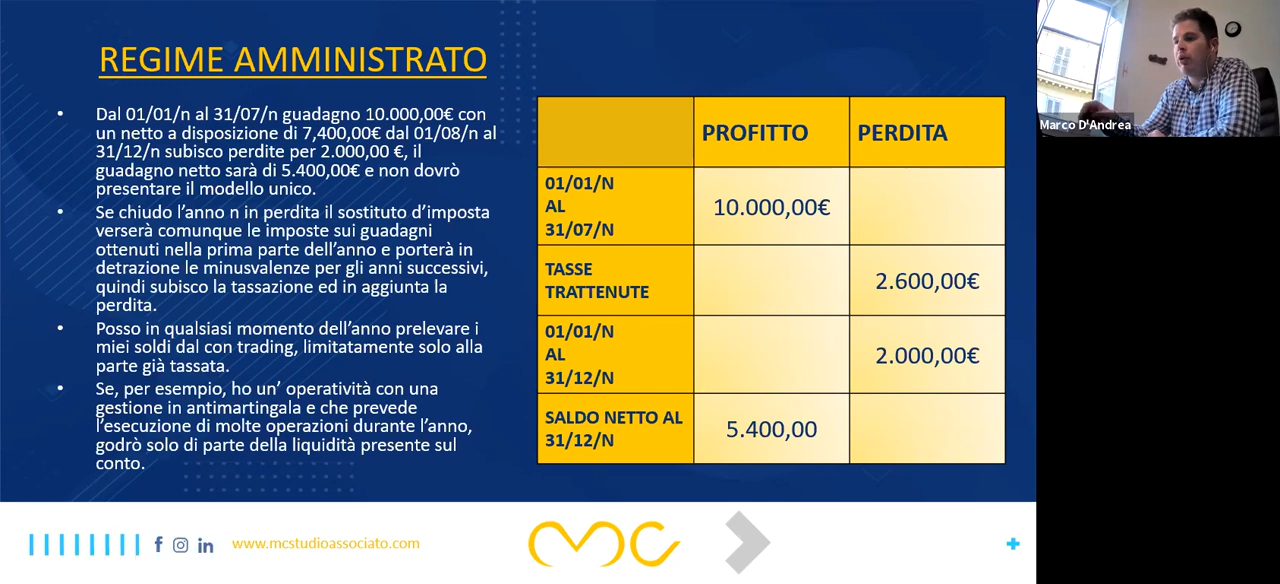 REGIME AMMINISTRATO
• Dal 01/01/n al 31/07/n guadagno 10.000,00€ con
un netto a disposizione di 7,400,00€ dal 01/08/n al
31/12/n subisco perdite per 2.000,00 €, il
guadagno netto sarà di 5.400,00€ e non dovrò
presentare il modello unico.
• Se chiudo l'anno n in perdita il sostituto d'imposta
verserà comunque le imposte sui guadagni
ottenuti nella prima parte dell'anno e porterà in
detrazione le minusvalenze per gli anni successivi,
quindi subisco la tassazione ed in aggiunta la
perdita.
• Posso in qualsiasi momento dell'anno prelevare i
miei soldi dal con trading, limitatamente solo alla
parte già tassata.
• Se, per esempio, ho un' operatività con una
gestione in antimartingala e che prevede
l'esecuzione di molte operazioni durante l'anno,
godrò solo di parte della liquidità presente sul
conto.
PROFITTO PERDITA
01/01/N
AL
31/07/N
10.000,00€
TASSE
TRATTENUTE
2.600,00€
01/01/N
AL
31/12/N
2.000,00€
SALDO NETTO AL
31/12/N
5.400,00
Marco D'Andrea
f in www.mcstudioassociato.com
MC